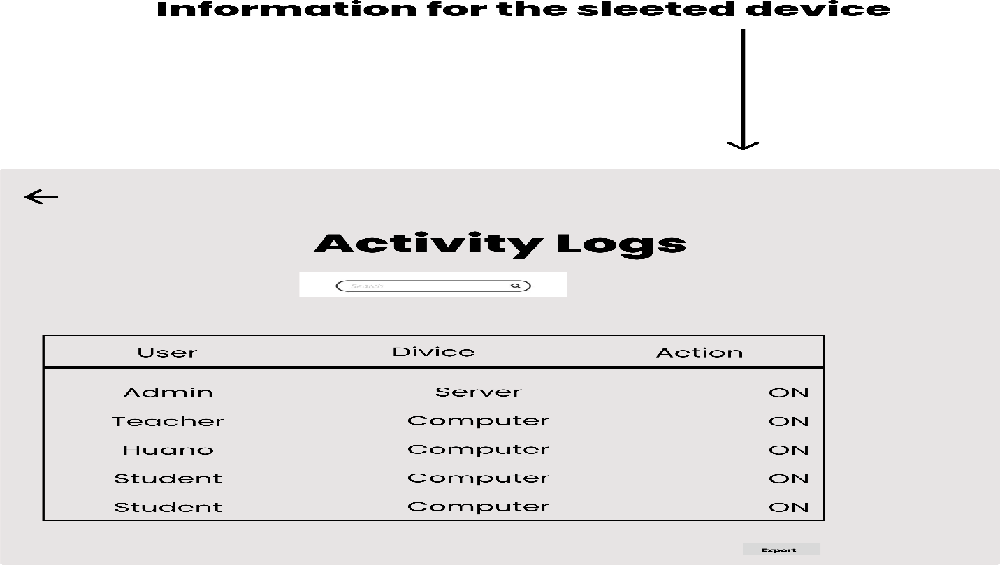 Information for the sleeted device
Activity Logs
Search
User Divice Action
Admin Server ON
Teacher Computer ON
Huano Computer ON
Student Computer ON
Student Computer ON
Export